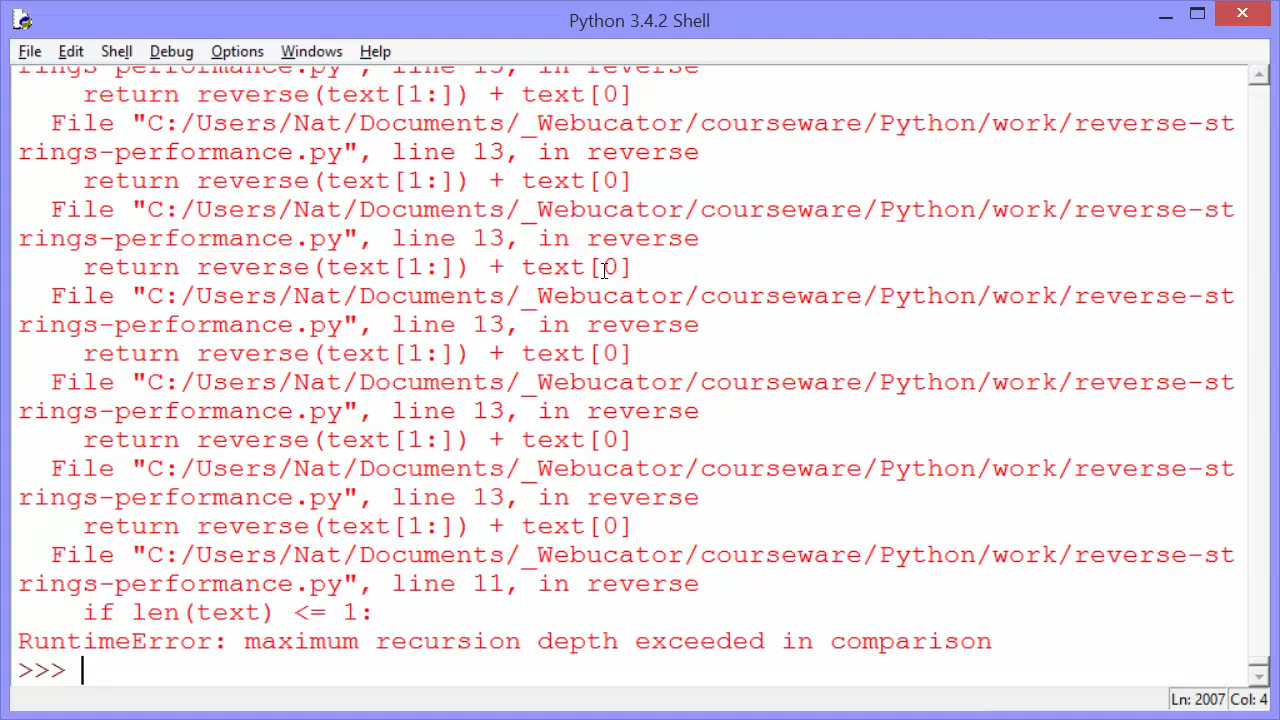 Python 3.4.2 Shell
File Edit Shell Debug Options Windows Help
rings-performance.py", line 13, in reverse
    return reverse(text[1:]) + text[0]
  File "C:/Users/Nat/Documents/_Webucator/courseware/Python/work/reverse-st
rings-performance.py", line 13, in reverse
    return reverse(text[1:]) + text[0]
  File "C:/Users/Nat/Documents/_Webucator/courseware/Python/work/reverse-st
rings-performance.py", line 13, in reverse
    return reverse(text[1:]) + text[0]
  File "C:/Users/Nat/Documents/_Webucator/courseware/Python/work/reverse-st
rings-performance.py", line 13, in reverse
    return reverse(text[1:]) + text[0]
  File "C:/Users/Nat/Documents/_Webucator/courseware/Python/work/reverse-st
rings-performance.py", line 13, in reverse
    return reverse(text[1:]) + text[0]
  File "C:/Users/Nat/Documents/_Webucator/courseware/Python/work/reverse-st
rings-performance.py", line 13, in reverse
    return reverse(text[1:]) + text[0]
  File "C:/Users/Nat/Documents/_Webucator/courseware/Python/work/reverse-st
rings-performance.py", line 11, in reverse
    if len(text) <= 1:
RuntimeError: maximum recursion depth exceeded in comparison
>>>
Ln: 2007 Col: 4